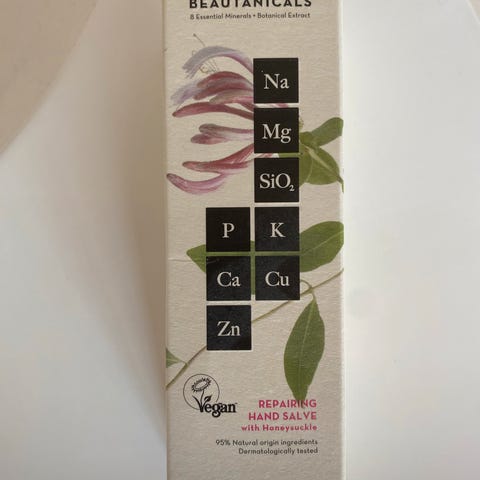 BEAUTANICALS
8 Essential Minerals • Botanical Extract
Na
Mg
SiO₂
P K
Ca Cu
Zn
Vegan
REPAIRING
HAND SALVE
with Honeysuckle
95% Natural origin ingredients
Dermatologically tested